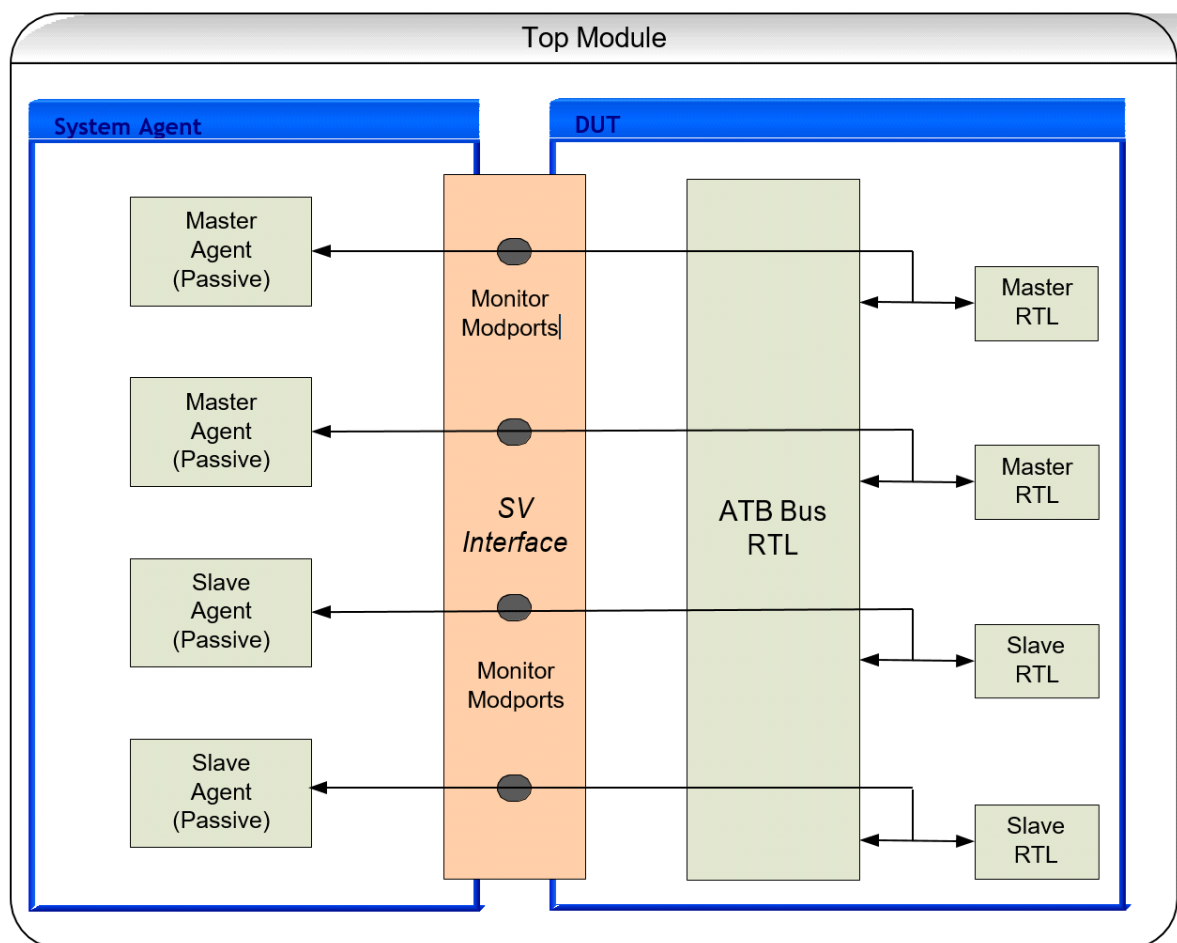 Top Module
System Agent
DUT
Master
Agent
(Passive)
Monitor
Modports
Master
RTL
Master
Agent
(Passive)
Master
RTL
SV
Interface
ATB Bus
RTL
Slave
Agent
(Passive)
Monitor
Modports
Slave
RTL
Slave
Agent
(Passive)
Slave
RTL